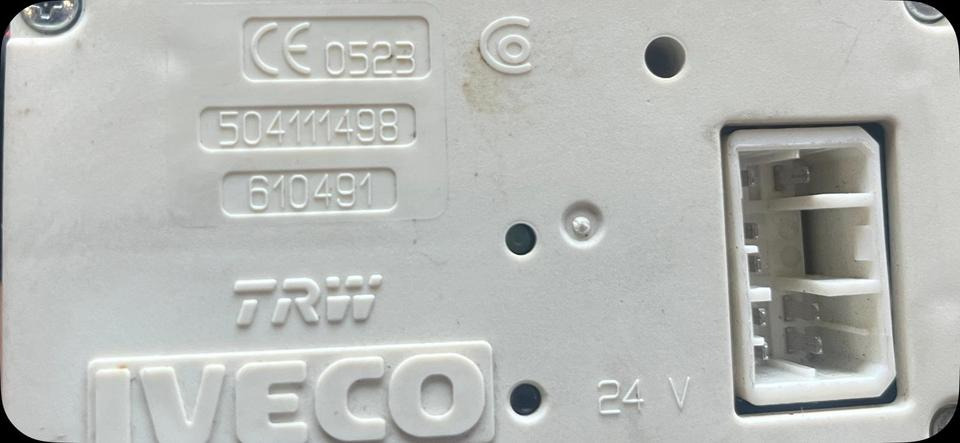 CE 0523
504111498
610491
TRW
IVECO
24 V